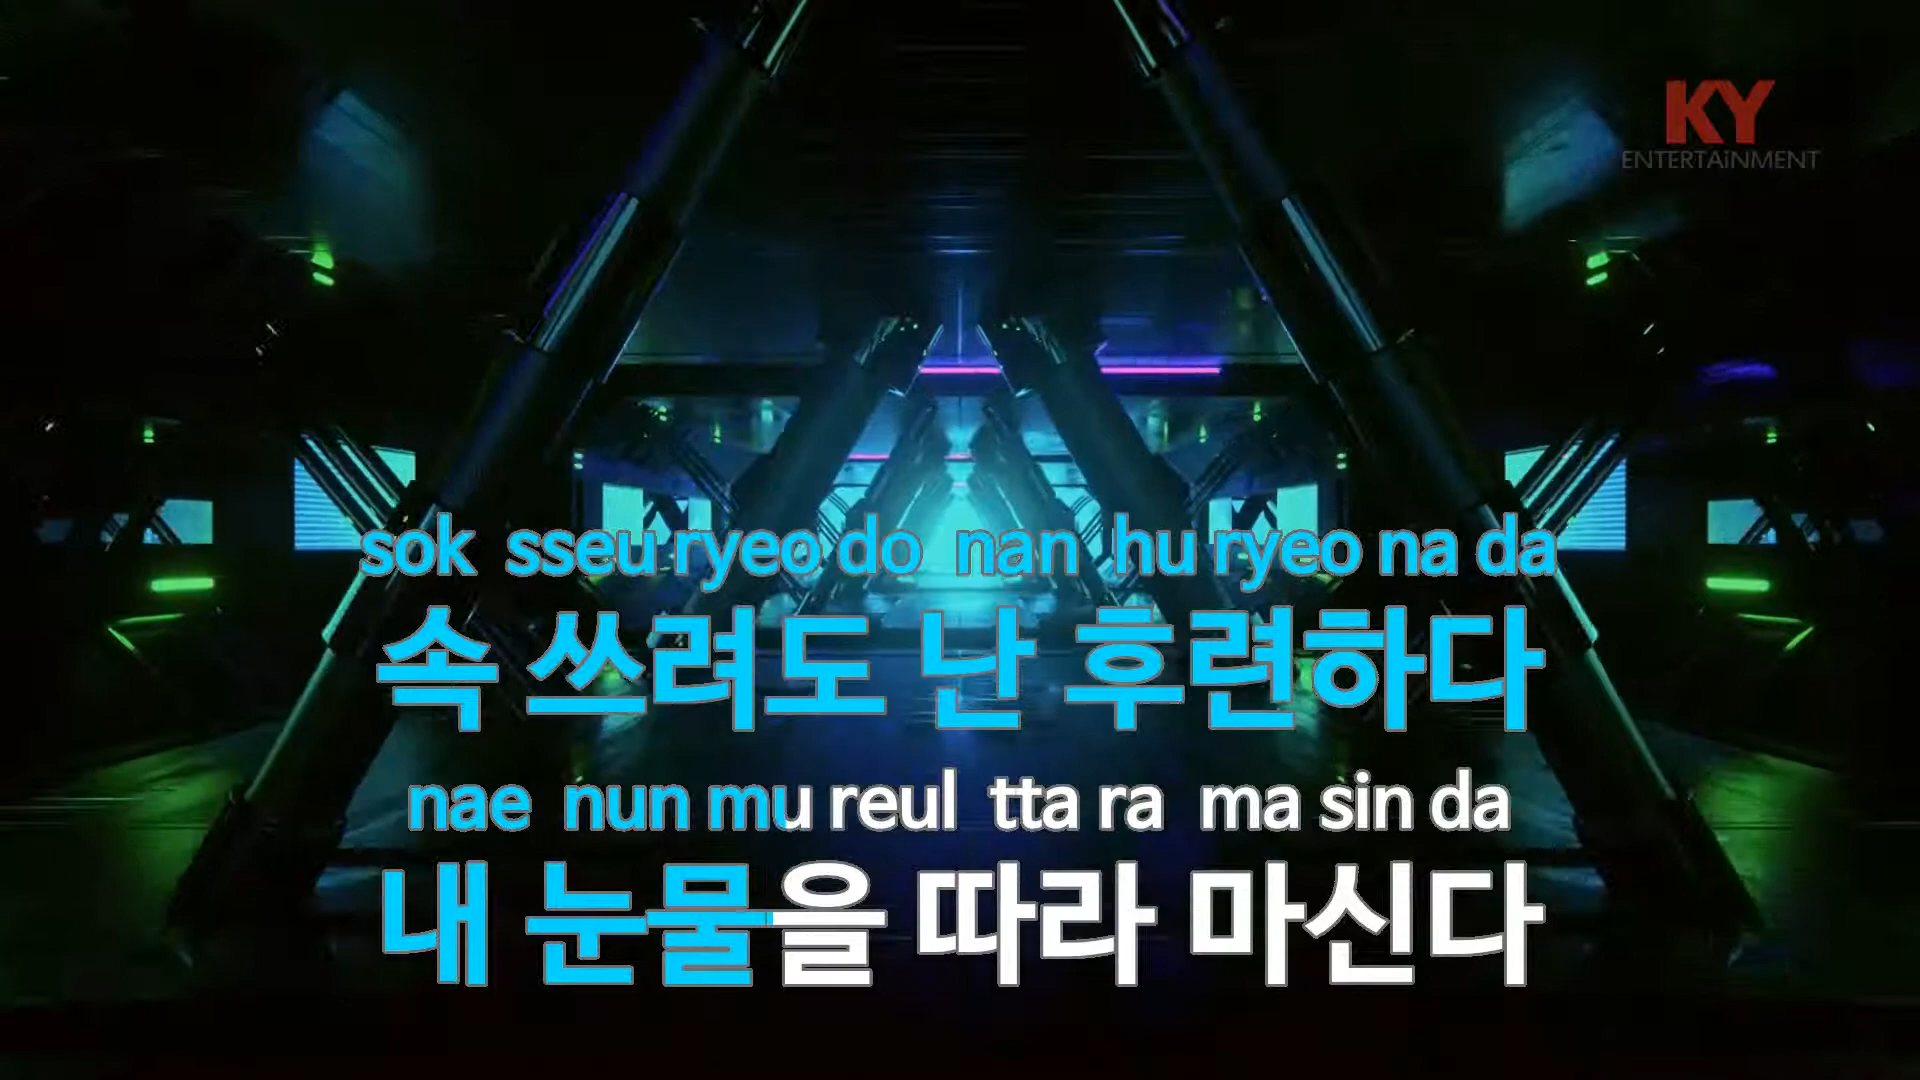 KY
ENTERTAiNMENT
sok sseu ryeo do nan hu ryeo na da
속 쓰려도 난 후련하다
nae nun mu reul tta ra ma sin da
내 눈물을 따라 마신다